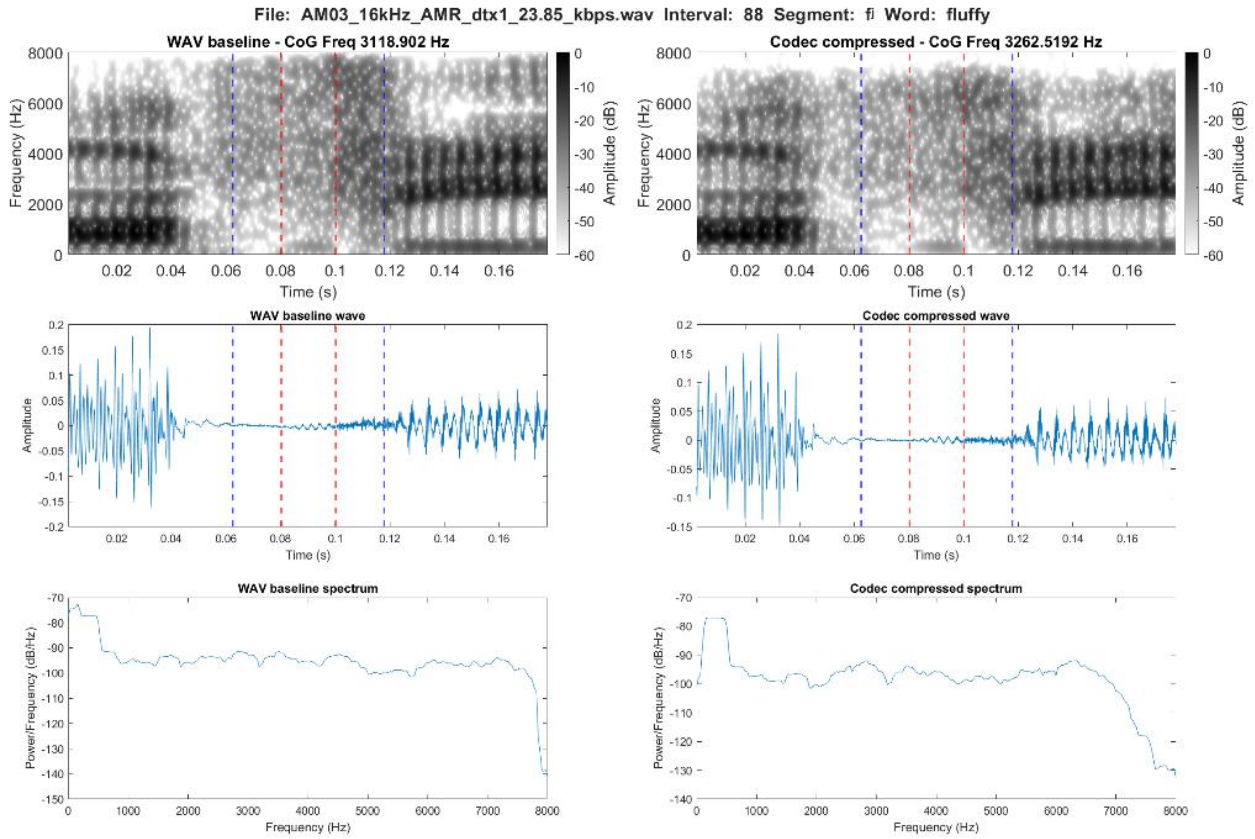 File: AM03_16kHz_AMR_dtx1_23.85_kbps.wav Interval: 88 Segment: fi Word: fluffy
WAV baseline - CoG Freq 3118.902 Hz
8000
6000
4000
2000
0
Frequency (Hz)
0.02 0.04 0.06 0.08 0.1 0.12 0.14 0.16
Time (s)
0
-10
-20
-30
-40
-50
-60
Amplitude (dB)
Codec compressed - CoG Freq 3262.5192 Hz
8000
6000
4000
2000
0
Frequency (Hz)
0.02 0.04 0.06 0.08 0.1 0.12 0.14 0.16
Time (s)
0
-10
-20
-30
-40
-50
-60
Amplitude (dB)
WAV baseline wave
0.2
0.15
0.1
0.05
0
-0.05
-0.1
-0.15
-0.2
Amplitude
0.02 0.04 0.06 0.08 0.1 0.12 0.14 0.16
Time (s)
Codec compressed wave
0.2
0.15
0.1
0.05
0
-0.05
-0.1
-0.15
Amplitude
0.02 0.04 0.06 0.08 0.1 0.12 0.14 0.16
Time (s)
WAV baseline spectrum
-70
-80
-90
-100
-110
-120
-130
-140
-150
Power/Frequency (dB/Hz)
0 1000 2000 3000 4000 5000 6000 7000 8000
Frequency (Hz)
Codec compressed spectrum
-70
-80
-90
-100
-110
-120
-130
-140
Power/Frequency (dB/Hz)
0 1000 2000 3000 4000 5000 6000 7000 8000
Frequency (Hz)